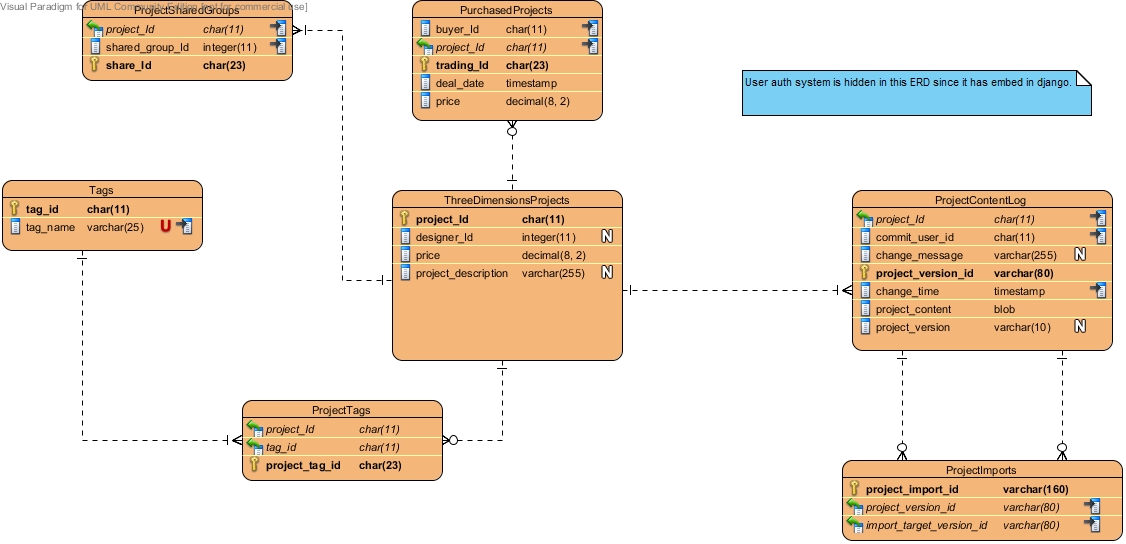 Visual Paradigm for UML Community Edition [not for commercial use]
ProjectSharedGroups
project_Id char(11)
shared_group_Id integer(11)
share_Id char(23)
PurchasedProjects
buyer_Id char(11)
project_Id char(11)
trading_Id char(23)
deal_date timestamp
price decimal(8, 2)
User auth system is hidden in this ERD since it has embed in django.
Tags
tag_id char(11)
tag_name varchar(25) U
ThreeDimensionsProjects
project_Id char(11)
designer_Id integer(11) N
price decimal(8, 2)
project_description varchar(255) N
ProjectContentLog
project_Id char(11)
commit_user_id char(11)
change_message varchar(255) N
project_version_id varchar(80)
change_time timestamp
project_content blob
project_version varchar(10) N
ProjectTags
project_Id char(11)
tag_id char(11)
project_tag_id char(23)
ProjectImports
project_import_id varchar(160)
project_version_id varchar(80)
import_target_version_id varchar(80)